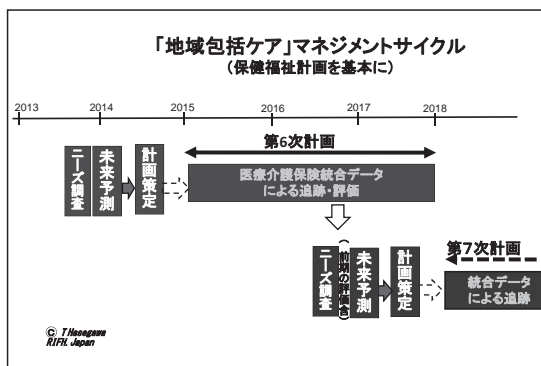 「地域包括ケア」マネジメントサイクル
(保健福祉計画を基本に)
2013
2014
2015
2016
2017
2018
第6次計画
ニーズ調査
未来予測
計画策定
医療介護保険統合データ
による追跡・評価
ニーズ調査
(前期の評価含)
未来予測
計画策定
第7次計画
統合データ
による追跡
© T Hasegawa
RIFH. Japan